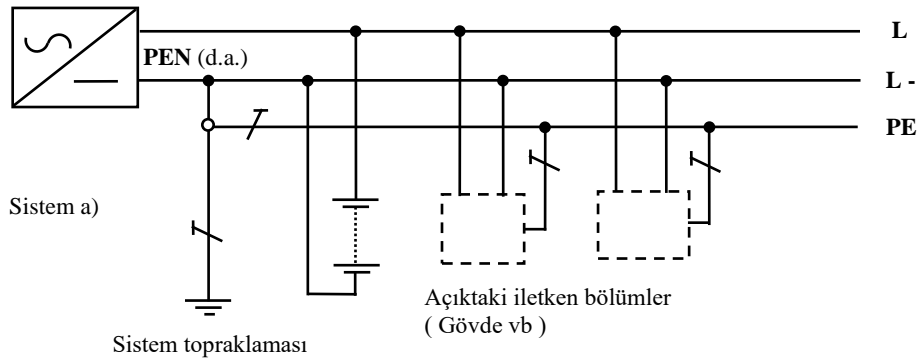 L
PEN (d.a.)
L -
PE
Sistem a)
Açıktaki iletken bölümler
( Gövde vb )
Sistem topraklaması